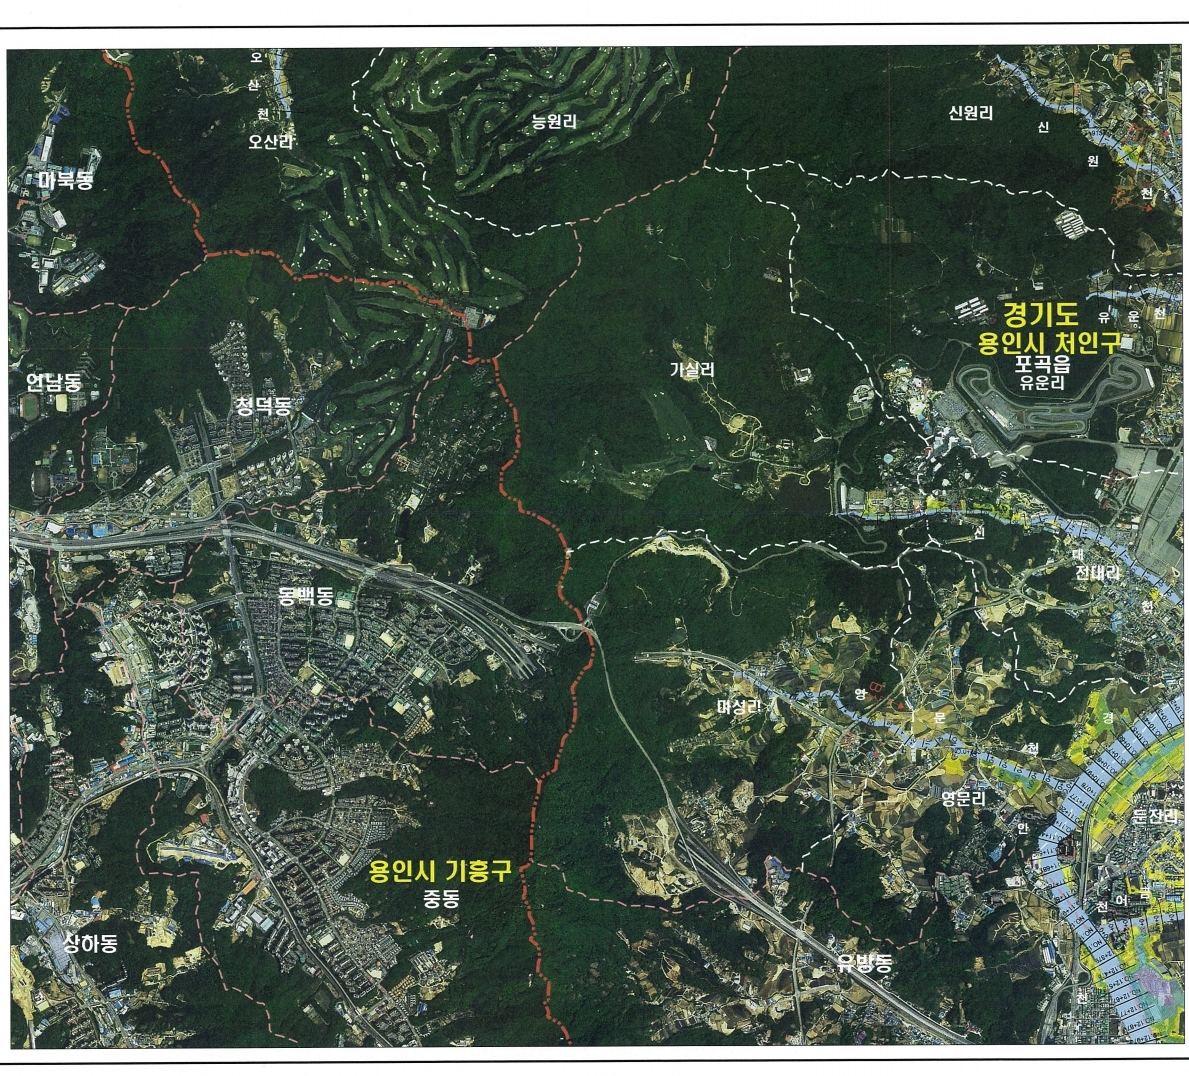 오
산
천
오산리
능원리
신원리
신
원
천
마북동
경기도
용인시 처인구
포곡읍
유운리
유
운
천
언남동
청덕동
가실리
신
대
전대리
천
동백동
영
문
천
마성리
경
영문리
안
둔전리
용인시 기흥구
중동
천
어
상하동
유방동
천